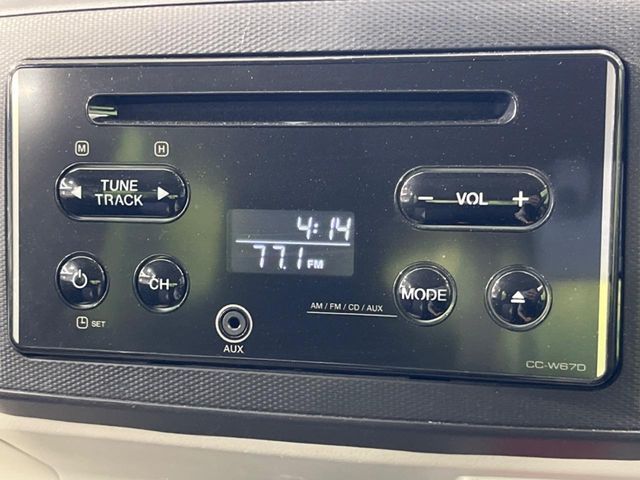 M H
TUNE
TRACK
− VOL +
4:14
77.1 FM
CH
MODE
AM / FM / CD / AUX
SET
AUX
CC-W67D